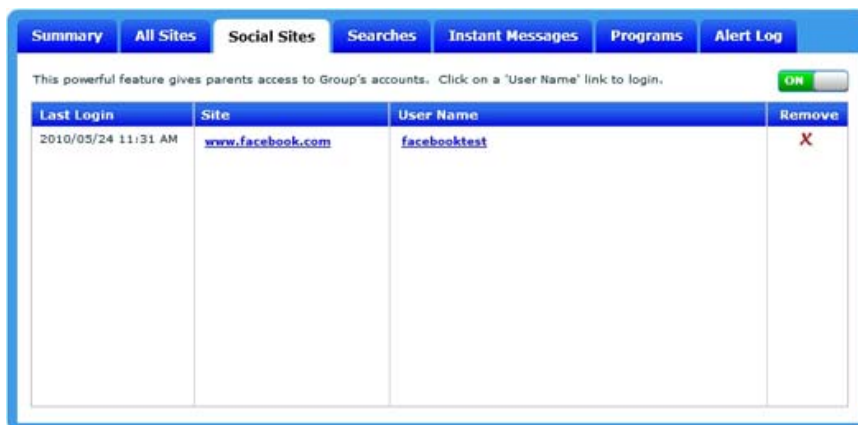 Summary All Sites Social Sites Searches Instant Messages Programs Alert Log
This powerful feature gives parents access to Group's accounts. Click on a 'User Name' link to login. ON
Last Login Site User Name Remove
2010/05/24 11:31 AM www.facebook.com facebooktest X